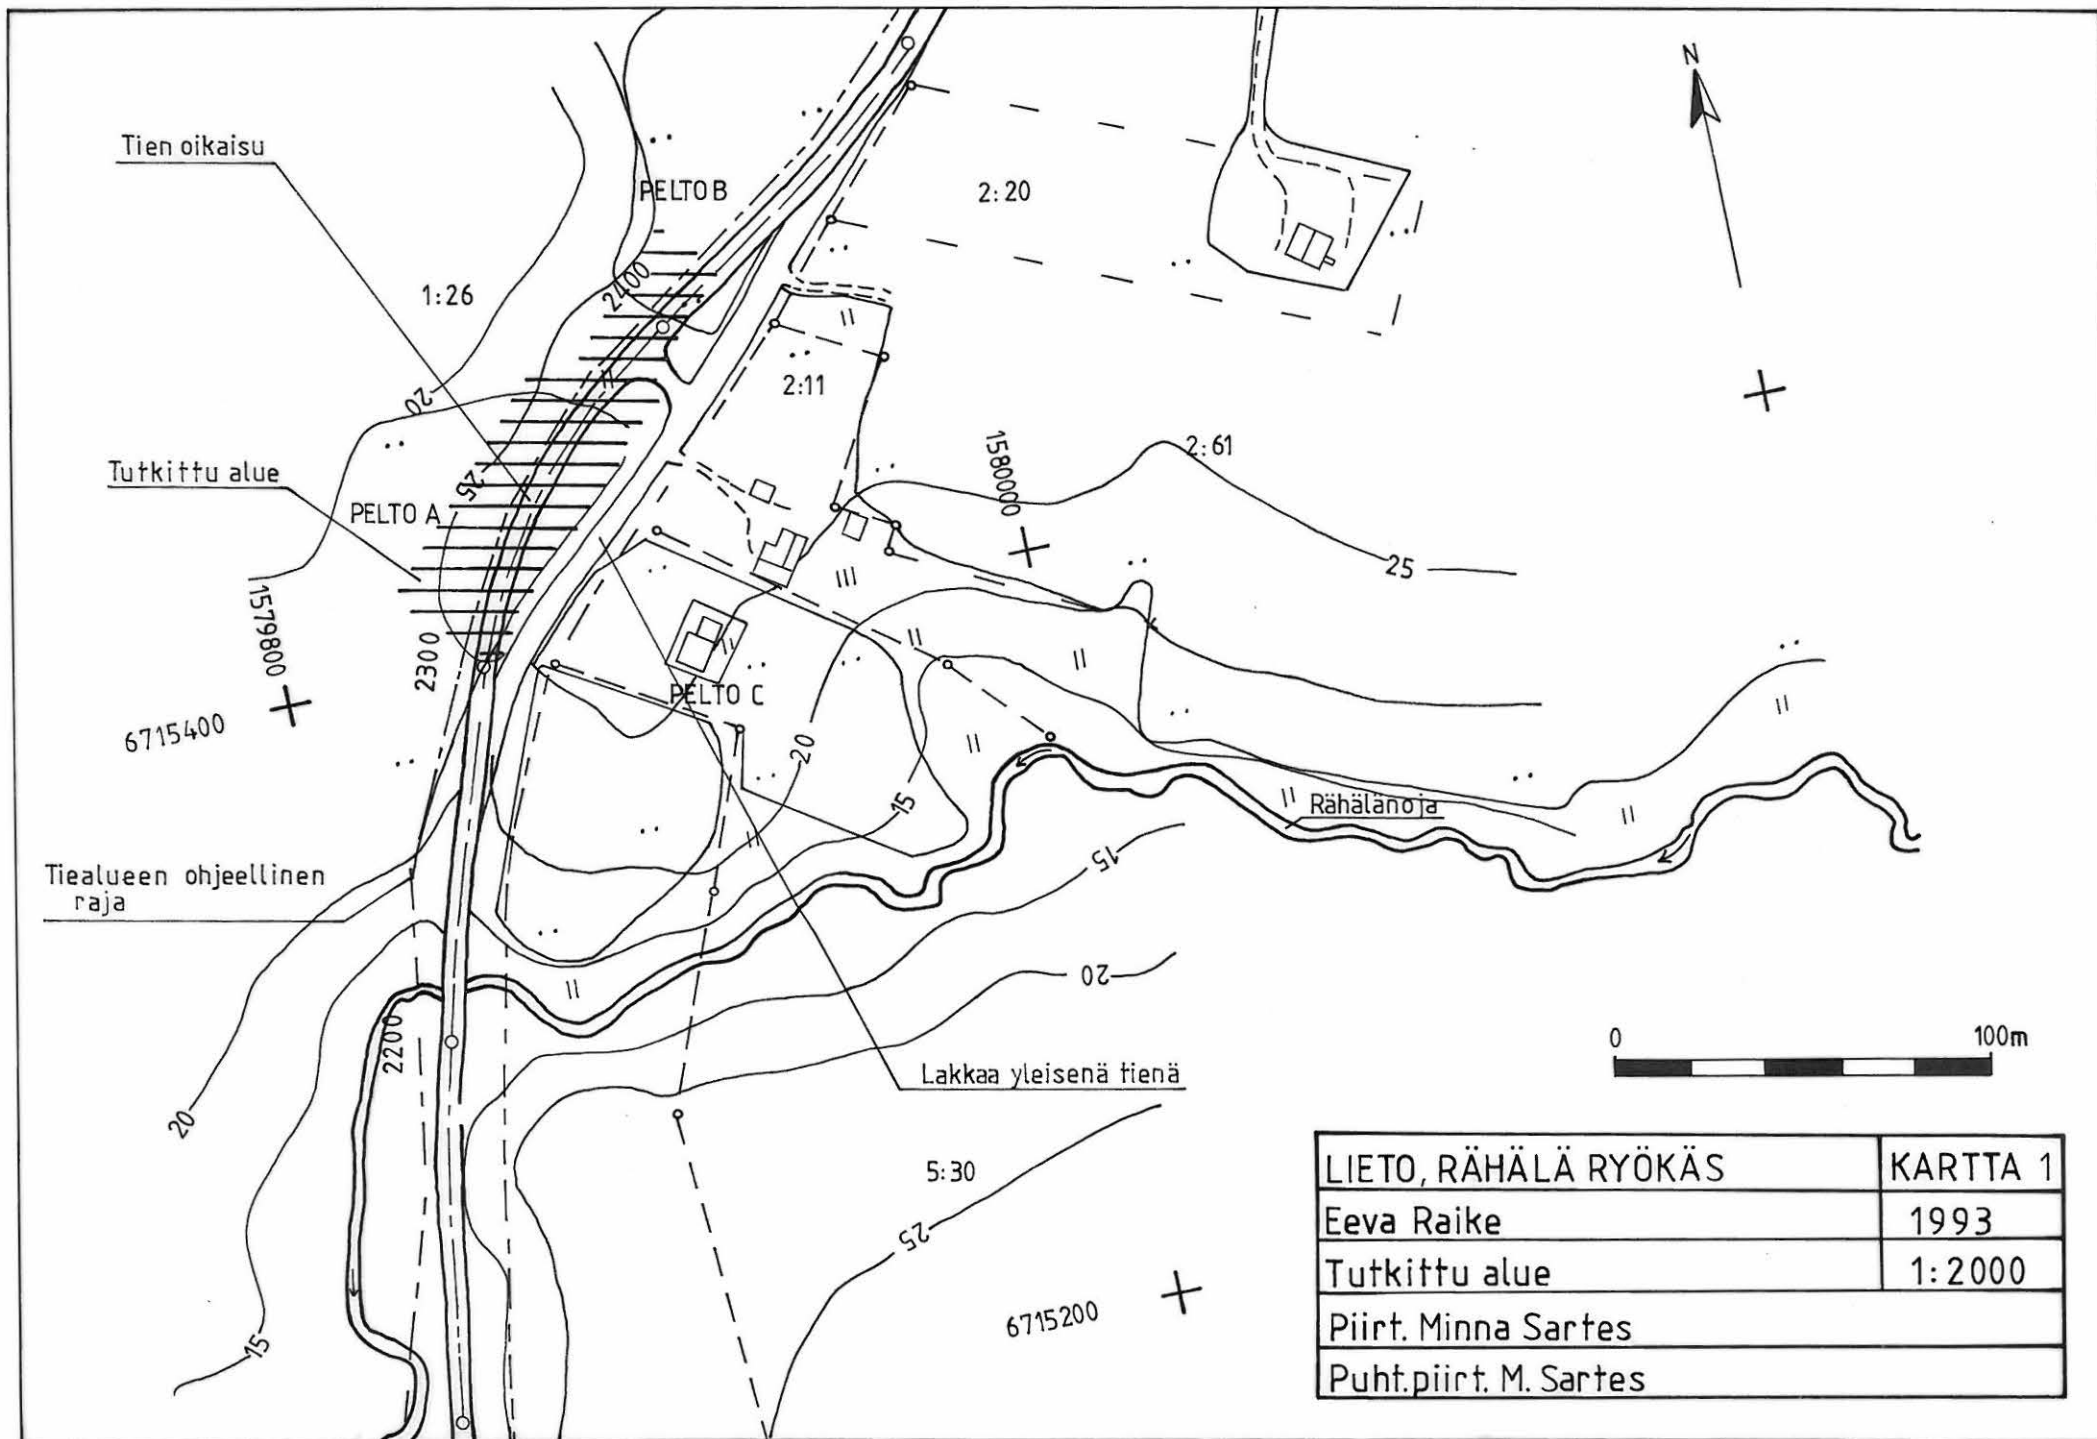 N
Tien oikaisu
PELTO B
2:20
2400
1:26
2:11
20
2:61
1580000
Tutkittu alue
25
PELTO A
25
1579800
2300
PELTO C
6715400
20
15
Rähälänoja
15
Tiealueen ohjeellinen
raja
20
2200
0 100m
Lakkaa yleisenä tienä
20
5:30
25
6715200
15
LIETO, RÄHÄLÄ RYÖKÄS KARTTA 1
Eeva Raike 1993
Tutkittu alue 1:2000
Piirt. Minna Sartes
Puht.piirt. M. Sartes